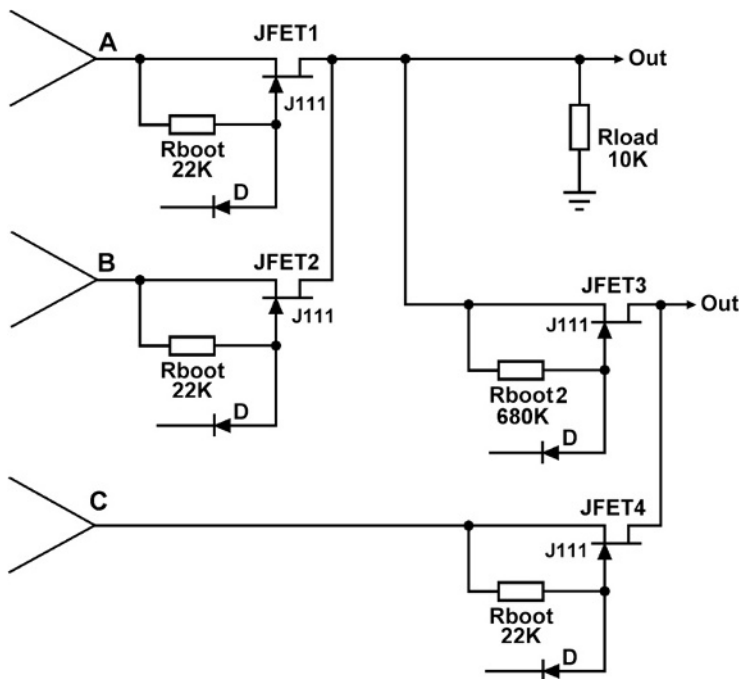 A
JFET1
J111
Out
Rboot
22K
D
Rload
10K
B
JFET2
J111
Rboot
22K
D
JFET3
J111
Out
Rboot2
680K
D
C
JFET4
J111
Rboot
22K
D